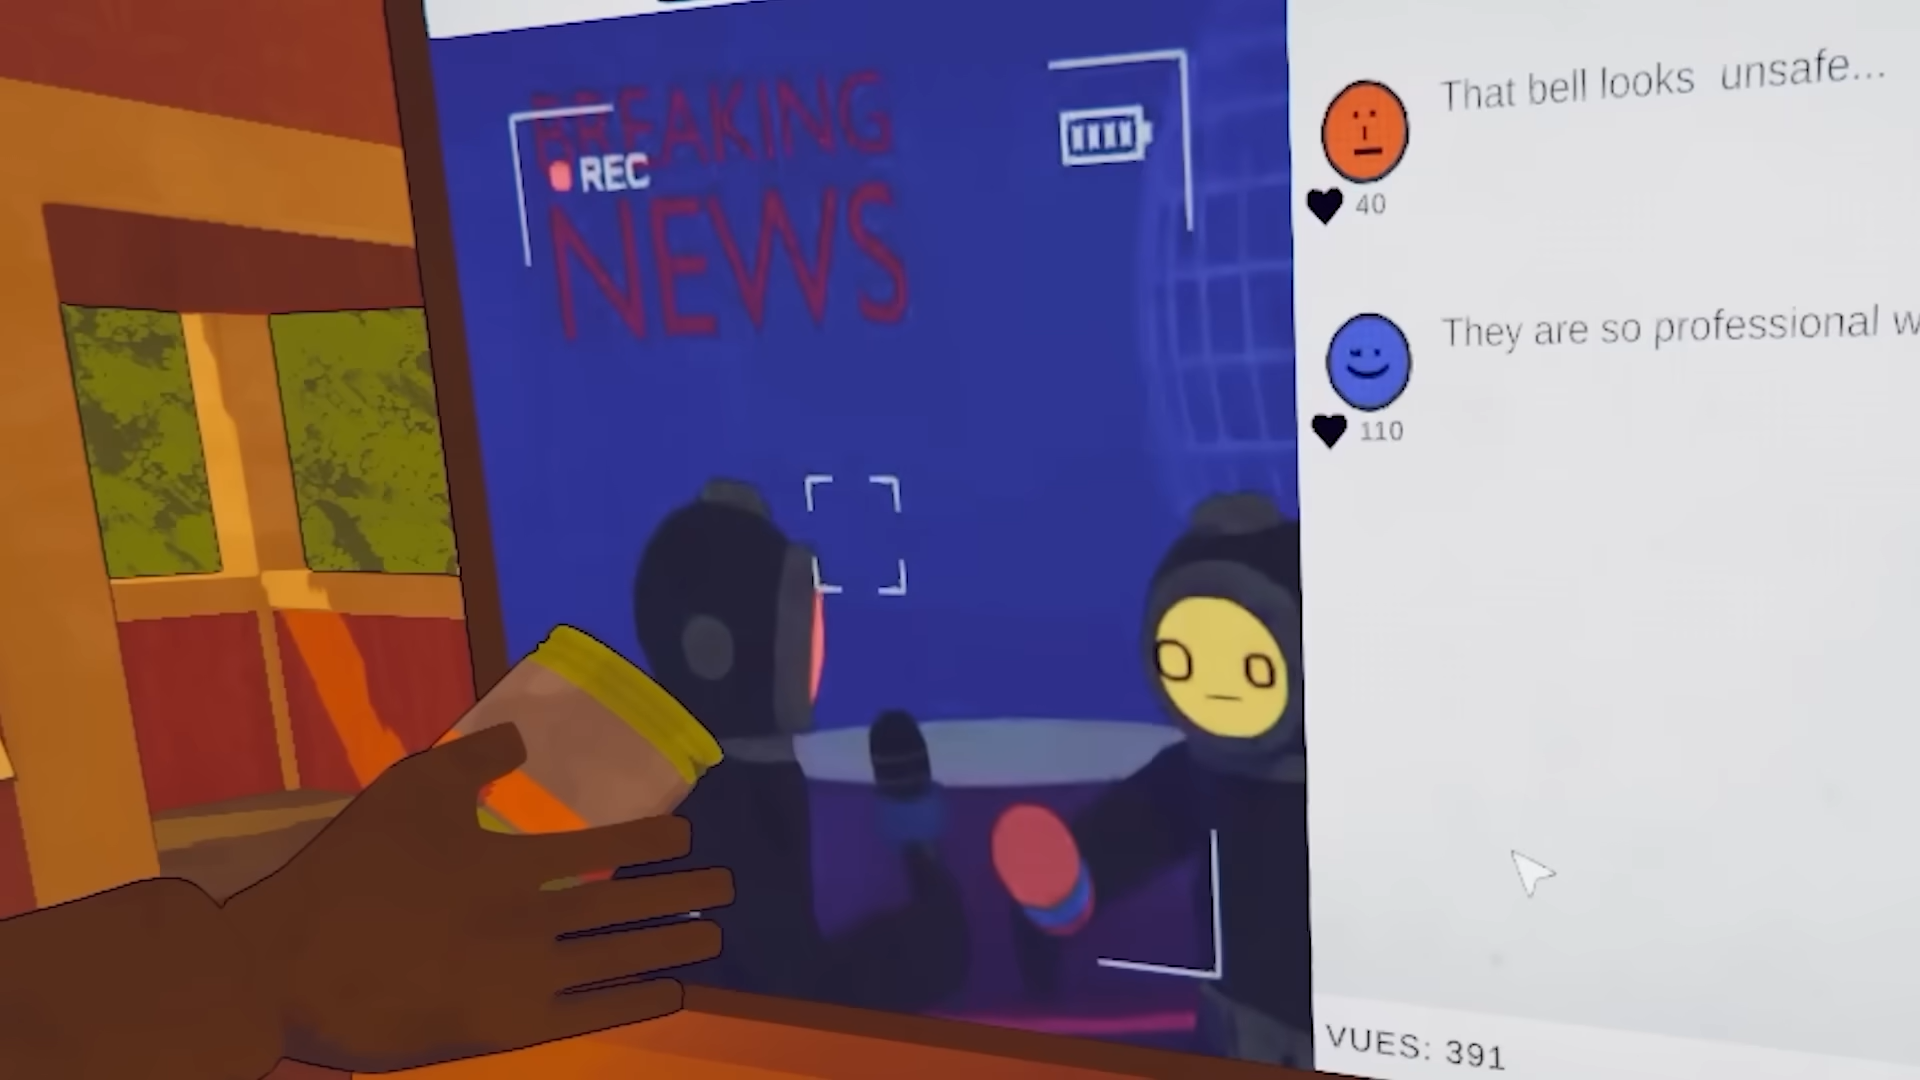 BREAKING
REC
NEWS
That bell looks unsafe...
40
They are so professional w
110
VUES: 391